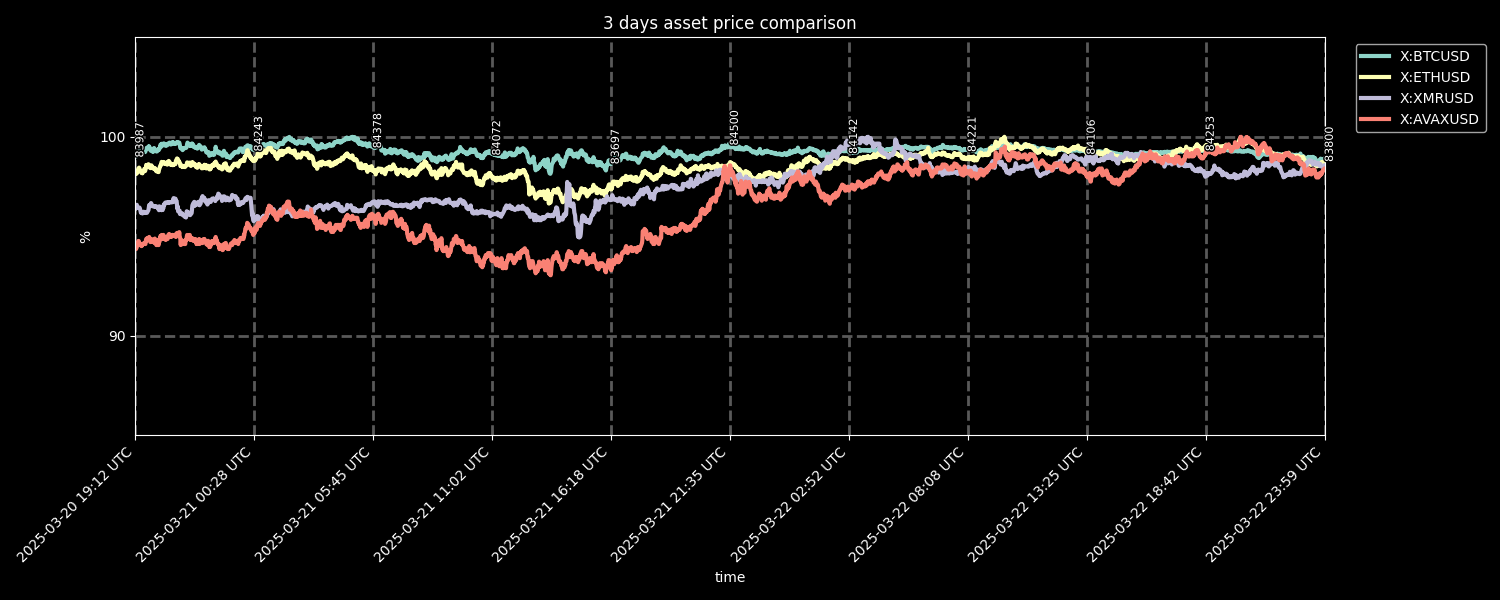 3 days asset price comparison
X:BTCUSD
X:ETHUSD
X:XMRUSD
X:AVAXUSD
100
90
%
83987
84243
84378
84072
83697
84500
84142
84221
84106
84253
83800
2025-03-20 19:12 UTC
2025-03-21 00:28 UTC
2025-03-21 05:45 UTC
2025-03-21 11:02 UTC
2025-03-21 16:18 UTC
2025-03-21 21:35 UTC
2025-03-22 02:52 UTC
2025-03-22 08:08 UTC
2025-03-22 13:25 UTC
2025-03-22 18:42 UTC
2025-03-22 23:59 UTC
time